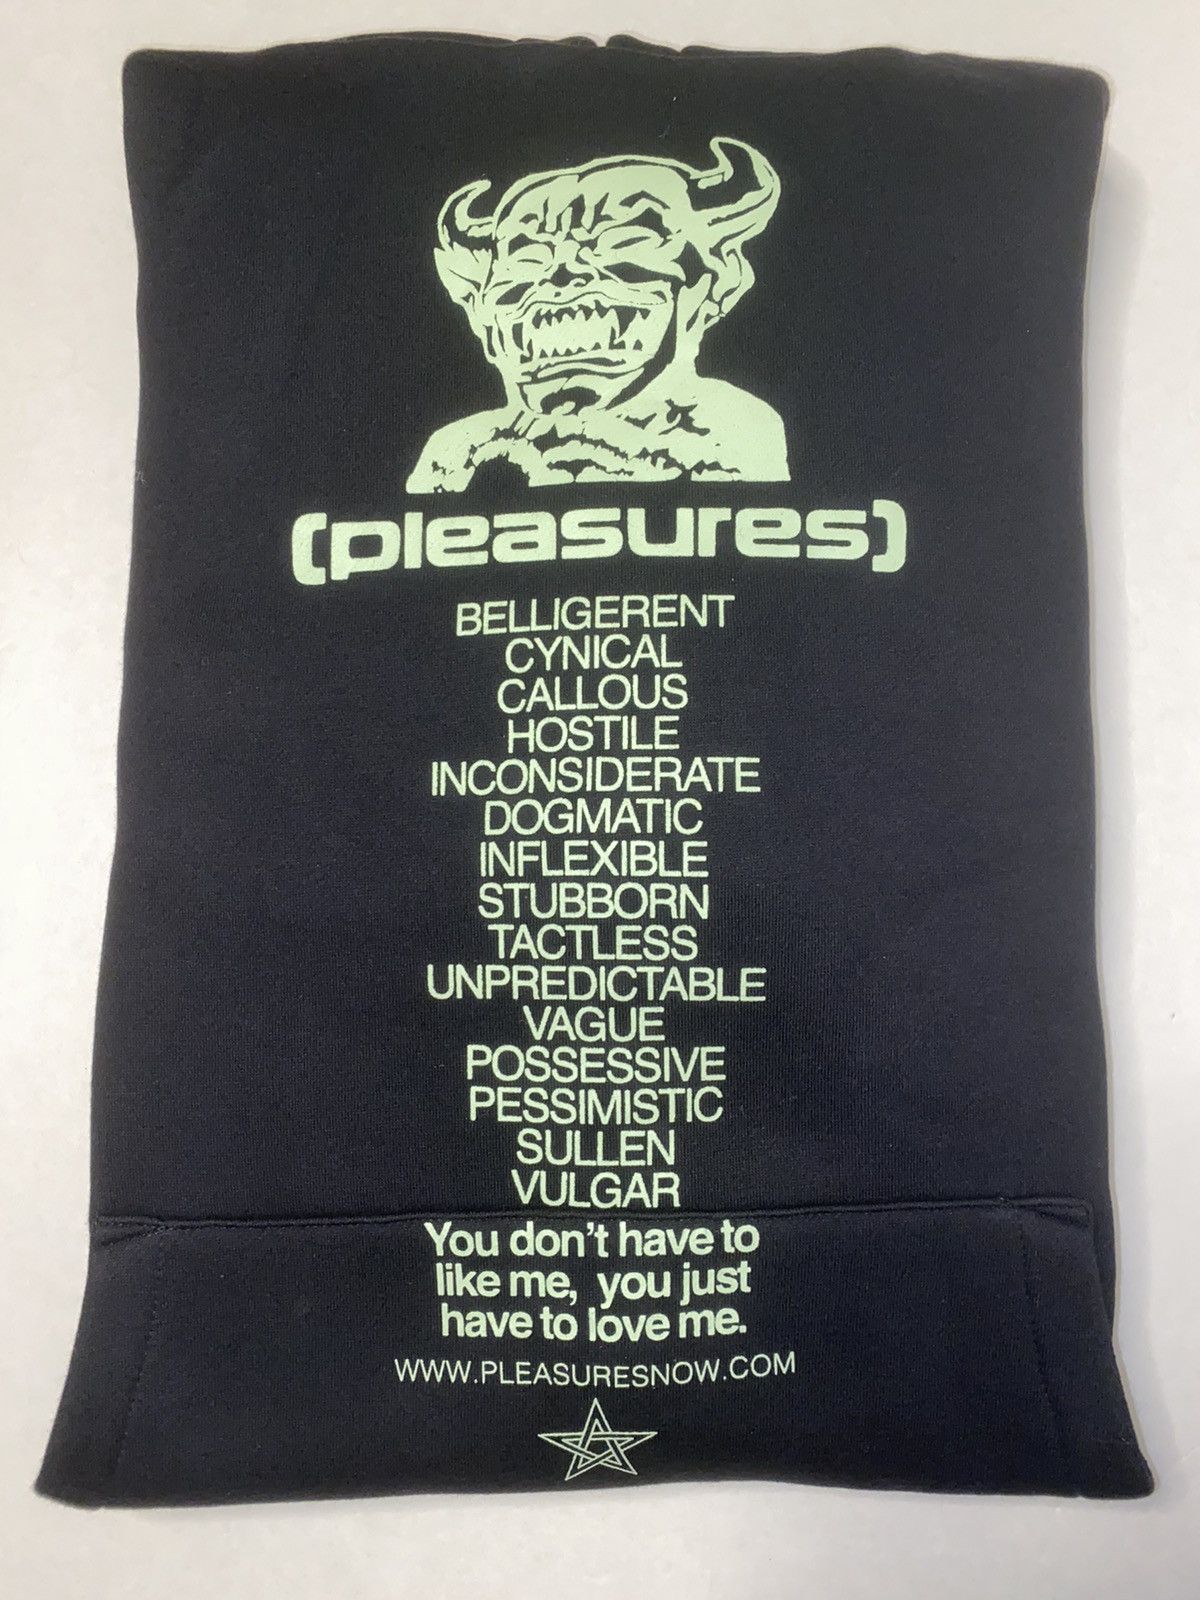 (pleasures)
BELLIGERENT
CYNICAL
CALLOUS
HOSTILE
INCONSIDERATE
DOGMATIC
INFLEXIBLE
STUBBORN
TACTLESS
UNPREDICTABLE
VAGUE
POSSESSIVE
PESSIMISTIC
SULLEN
VULGAR
You don't have to
like me, you just
have to love me.
WWW.PLEASURESNOW.COM